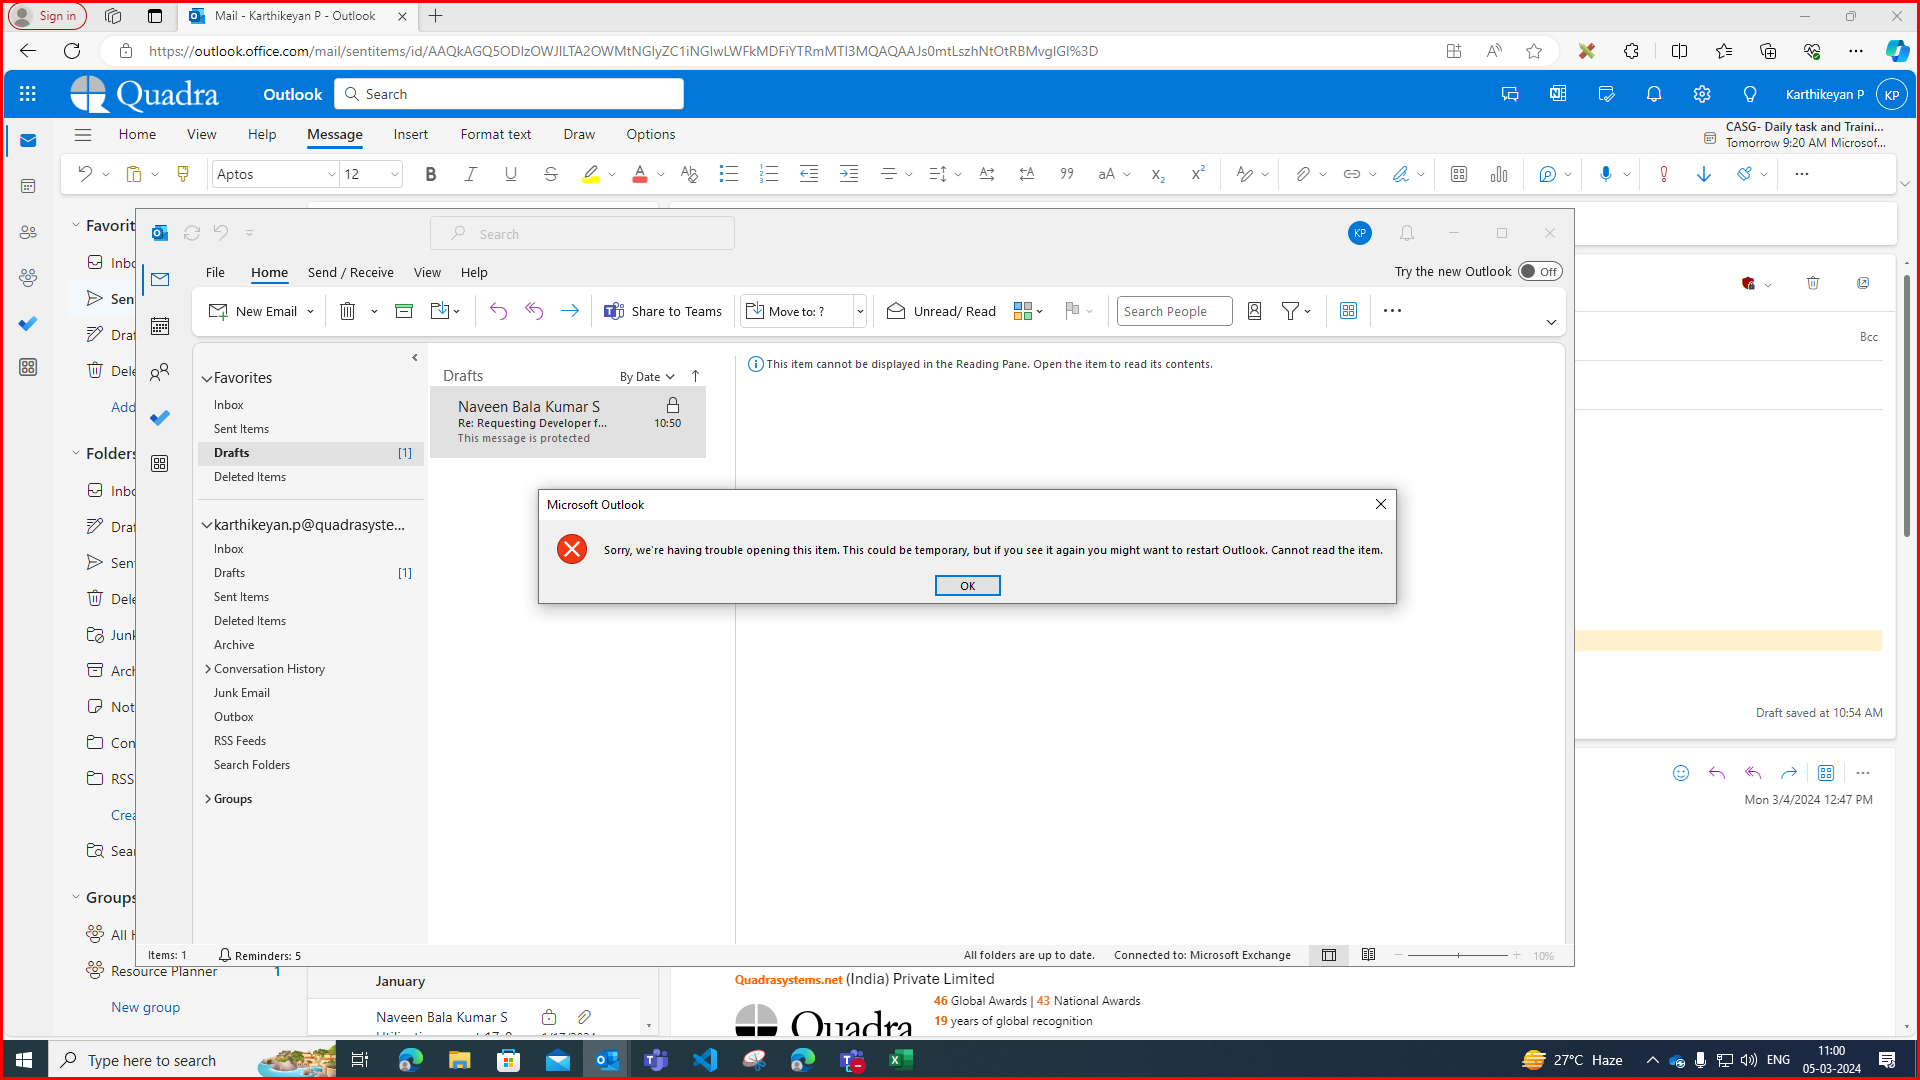 Sign in
Mail - Karthikeyan P - Outlook
https://outlook.office.com/mail/sentitems/id/
Quadra
Outlook
Search
Karthikeyan P
KP
Home
View
Help
Message
Insert
Format text
Draw
Options
CASG- Daily task and Traini...
Tomorrow 9:20 AM Microsof...
Aptos
12
Favorit
Inbo
Sen
Draf
Dele
Add
Folders
Inbo
Draf
Sen
Dele
Junk
Arch
Not
Con
RSS
Crea
Sear
Groups
All H
Resource Planner
1
New group
Search
KP
File
Home
Send / Receive
View
Help
Try the new Outlook
Off
New Email
Share to Teams
Move to: ?
Unread/ Read
Search People
Favorites
Inbox
Sent Items
Drafts
[1]
Deleted Items
karthikeyan.p@quadrasyste...
Inbox
Drafts
[1]
Sent Items
Deleted Items
Archive
Conversation History
Junk Email
Outbox
RSS Feeds
Search Folders
Groups
Drafts
By Date
Naveen Bala Kumar S
Re: Requesting Developer f...
10:50
This message is protected
This item cannot be displayed in the Reading Pane. Open the item to read its contents.
Microsoft Outlook
Sorry, we're having trouble opening this item. This could be temporary, but if you see it again you might want to restart Outlook. Cannot read the item.
OK
Items: 1
Reminders: 5
All folders are up to date.
Connected to: Microsoft Exchange
10%
Bcc
Draft saved at 10:54 AM
Mon 3/4/2024 12:47 PM
January
Naveen Bala Kumar S
Quadrasystems.net (India) Private Limited
46 Global Awards | 43 National Awards
19 years of global recognition
Quadra
Type here to search
27°C Haze
ENG
11:00
05-03-2024